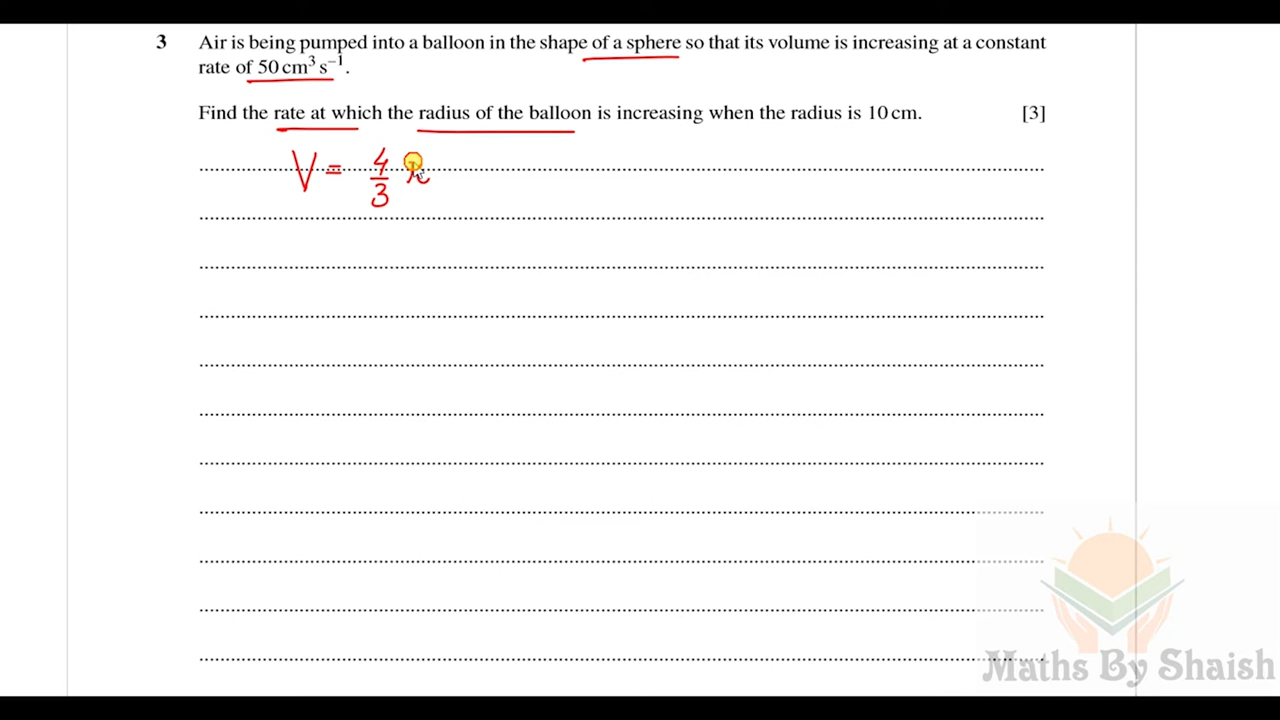 3 Air is being pumped into a balloon in the shape of a sphere so that its volume is increasing at a constant
rate of 50 cm³ s⁻¹.
Find the rate at which the radius of the balloon is increasing when the radius is 10 cm. [3]
V = 4/3 π
Maths By Shaish